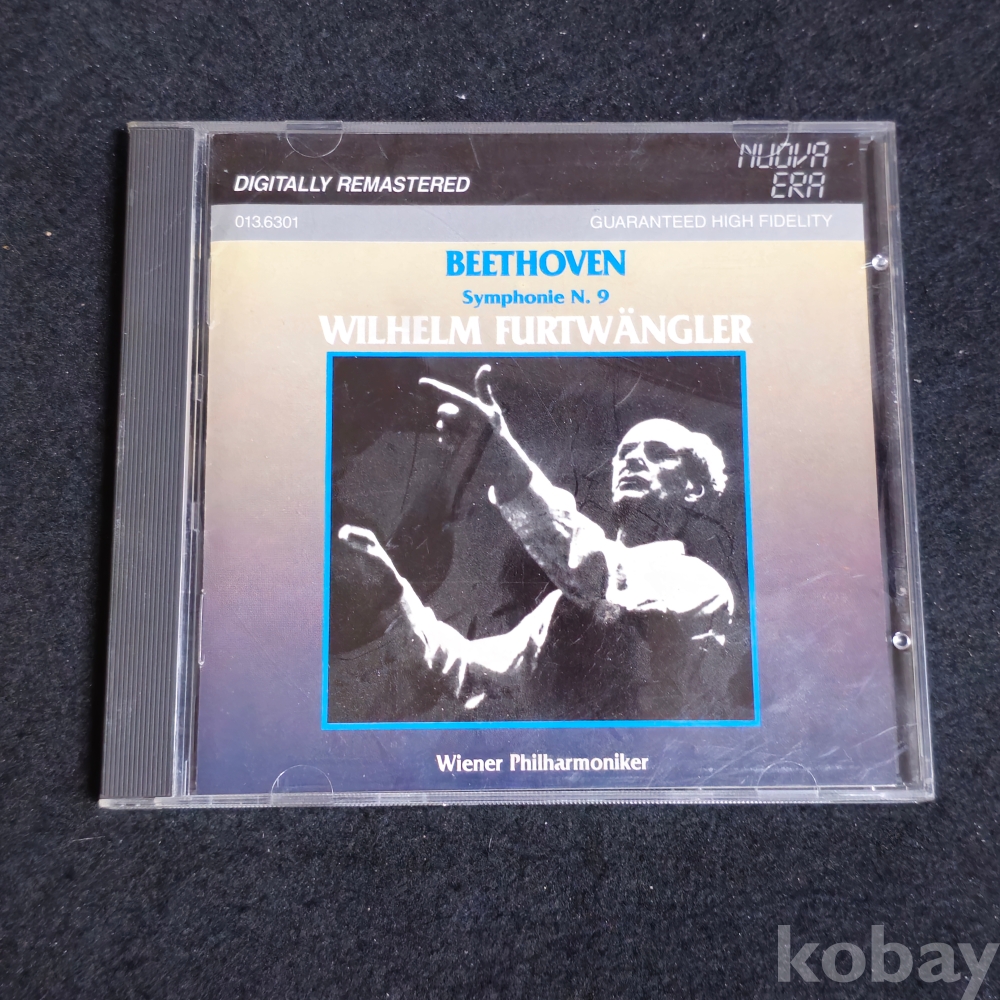 NUOVA
ERA
DIGITALLY REMASTERED
013.6301 GUARANTEED HIGH FIDELITY
BEETHOVEN
Symphonie N. 9
WILHELM FURTWÄNGLER
Wiener Philharmoniker
kobay